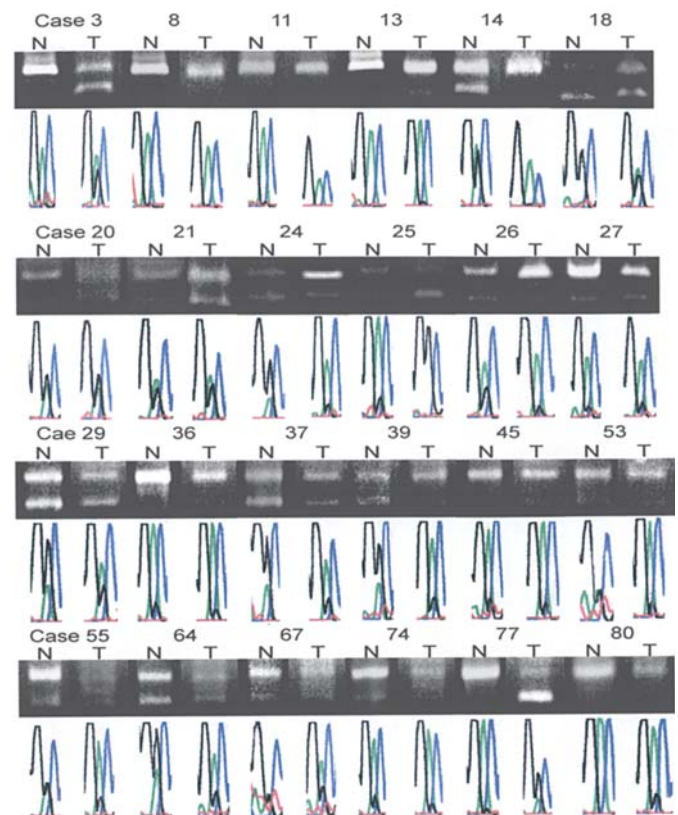 Case 3 8 11 13 14 18
N T N T N T N T N T N T
Case 20 21 24 25 26 27
N T N T N T N T N T N T
Cae 29 36 37 39 45 53
N T N T N T N T N T N T
Case 55 64 67 74 77 80
N T N T N T N T N T N T